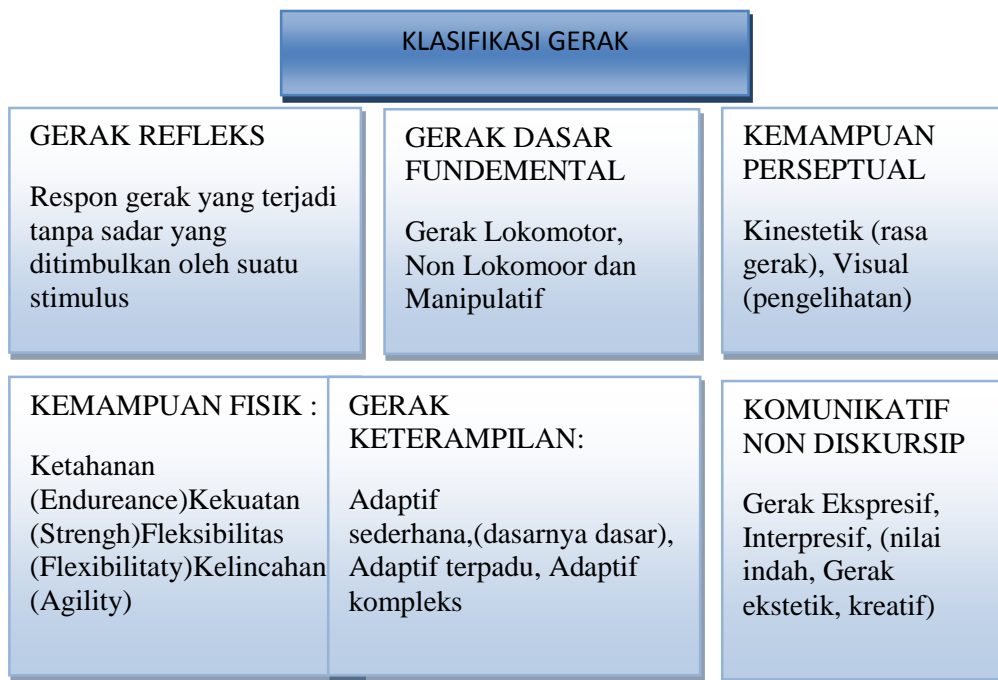 KLASIFIKASI GERAK
GERAK REFLEKS
Respon gerak yang terjadi
tanpa sadar yang
ditimbulkan oleh suatu
stimulus
GERAK DASAR
FUNDEMENTAL
Gerak Lokomotor,
Non Lokomoor dan
Manipulatif
KEMAMPUAN
PERSEPTUAL
Kinestetik (rasa
gerak), Visual
(pengelihatan)
KEMAMPUAN FISIK :
Ketahanan
(Endureance)Kekuatan
(Strengh)Fleksibilitas
(Flexibilitaty)Kelincahan
(Agility)
GERAK
KETERAMPILAN:
Adaptif
sederhana,(dasarnya dasar),
Adaptif terpadu, Adaptif
kompleks
KOMUNIKATIF
NON DISKURSIP
Gerak Ekspresif,
Interpresif, (nilai
indah, Gerak
ekstetik, kreatif)